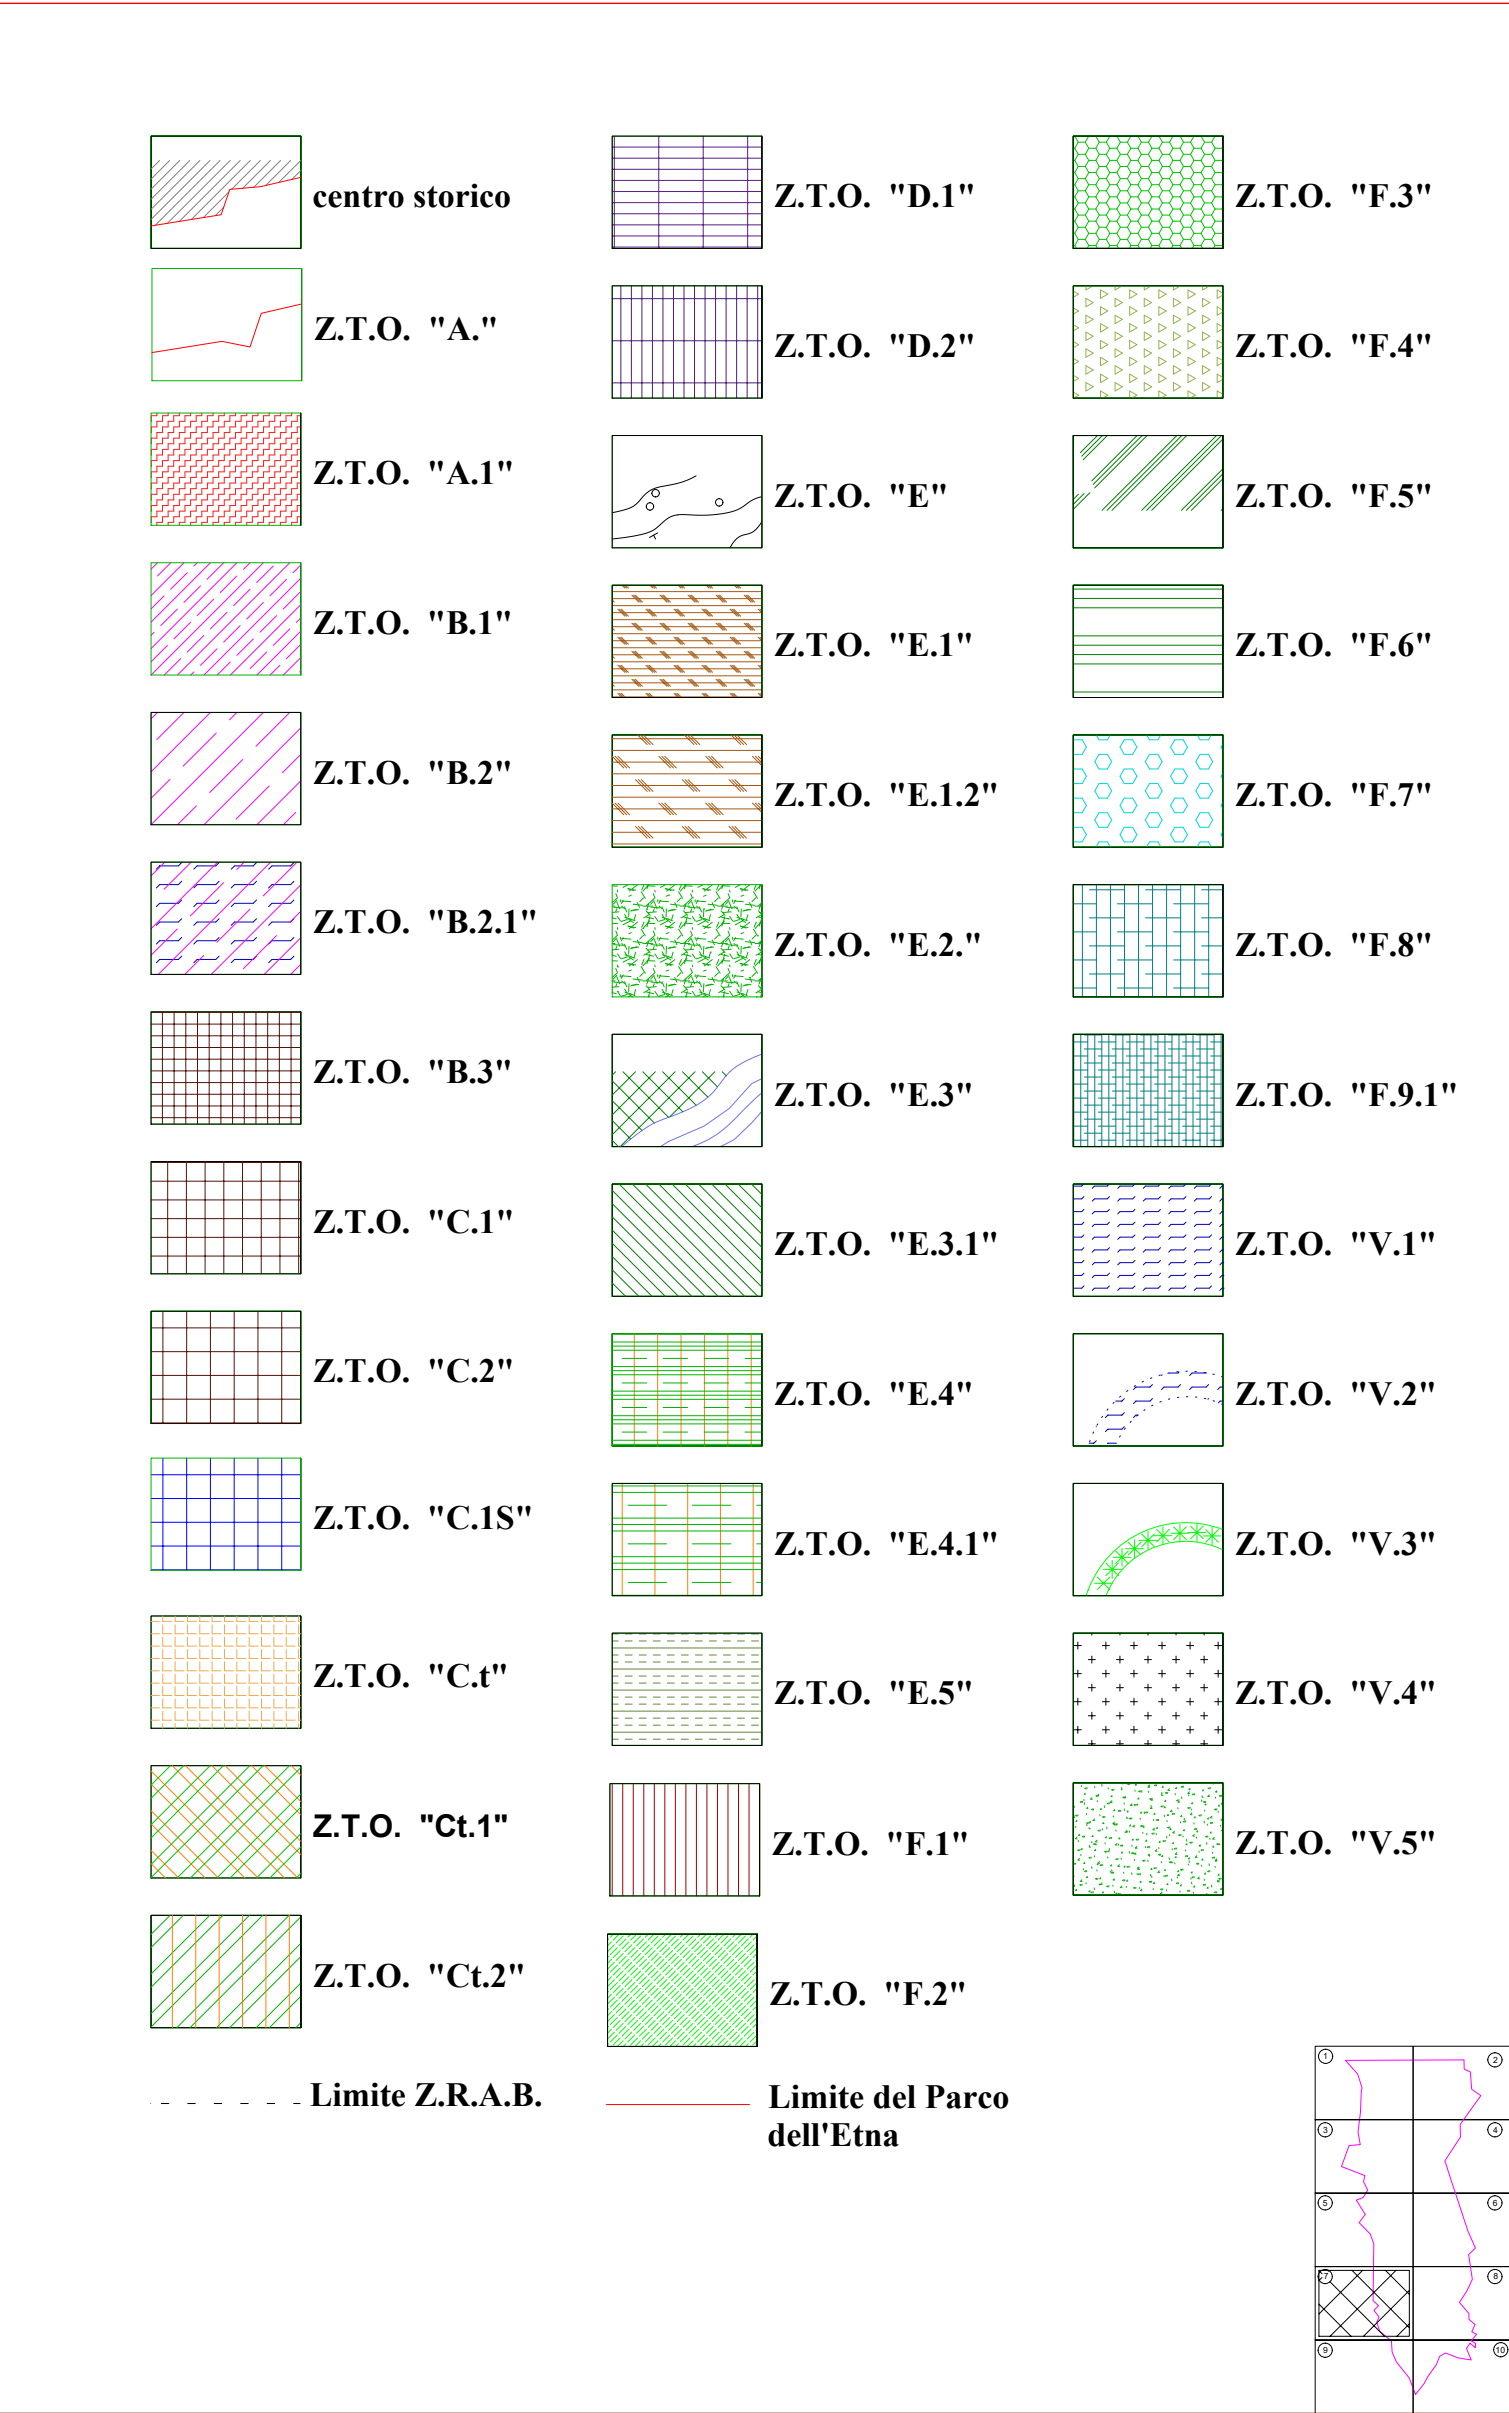 centro storico
Z.T.O. "A."
Z.T.O. "A.1"
Z.T.O. "B.1"
Z.T.O. "B.2"
Z.T.O. "B.2.1"
Z.T.O. "B.3"
Z.T.O. "C.1"
Z.T.O. "C.2"
Z.T.O. "C.1S"
Z.T.O. "C.t"
Z.T.O. "Ct.1"
Z.T.O. "Ct.2"
Limite Z.R.A.B.
Z.T.O. "D.1"
Z.T.O. "D.2"
Z.T.O. "E"
Z.T.O. "E.1"
Z.T.O. "E.1.2"
Z.T.O. "E.2."
Z.T.O. "E.3"
Z.T.O. "E.3.1"
Z.T.O. "E.4"
Z.T.O. "E.4.1"
Z.T.O. "E.5"
Z.T.O. "F.1"
Z.T.O. "F.2"
Limite del Parco
dell'Etna
Z.T.O. "F.3"
Z.T.O. "F.4"
Z.T.O. "F.5"
Z.T.O. "F.6"
Z.T.O. "F.7"
Z.T.O. "F.8"
Z.T.O. "F.9.1"
Z.T.O. "V.1"
Z.T.O. "V.2"
Z.T.O. "V.3"
Z.T.O. "V.4"
Z.T.O. "V.5"
1 2
3 4
5 6
7 8
9 10